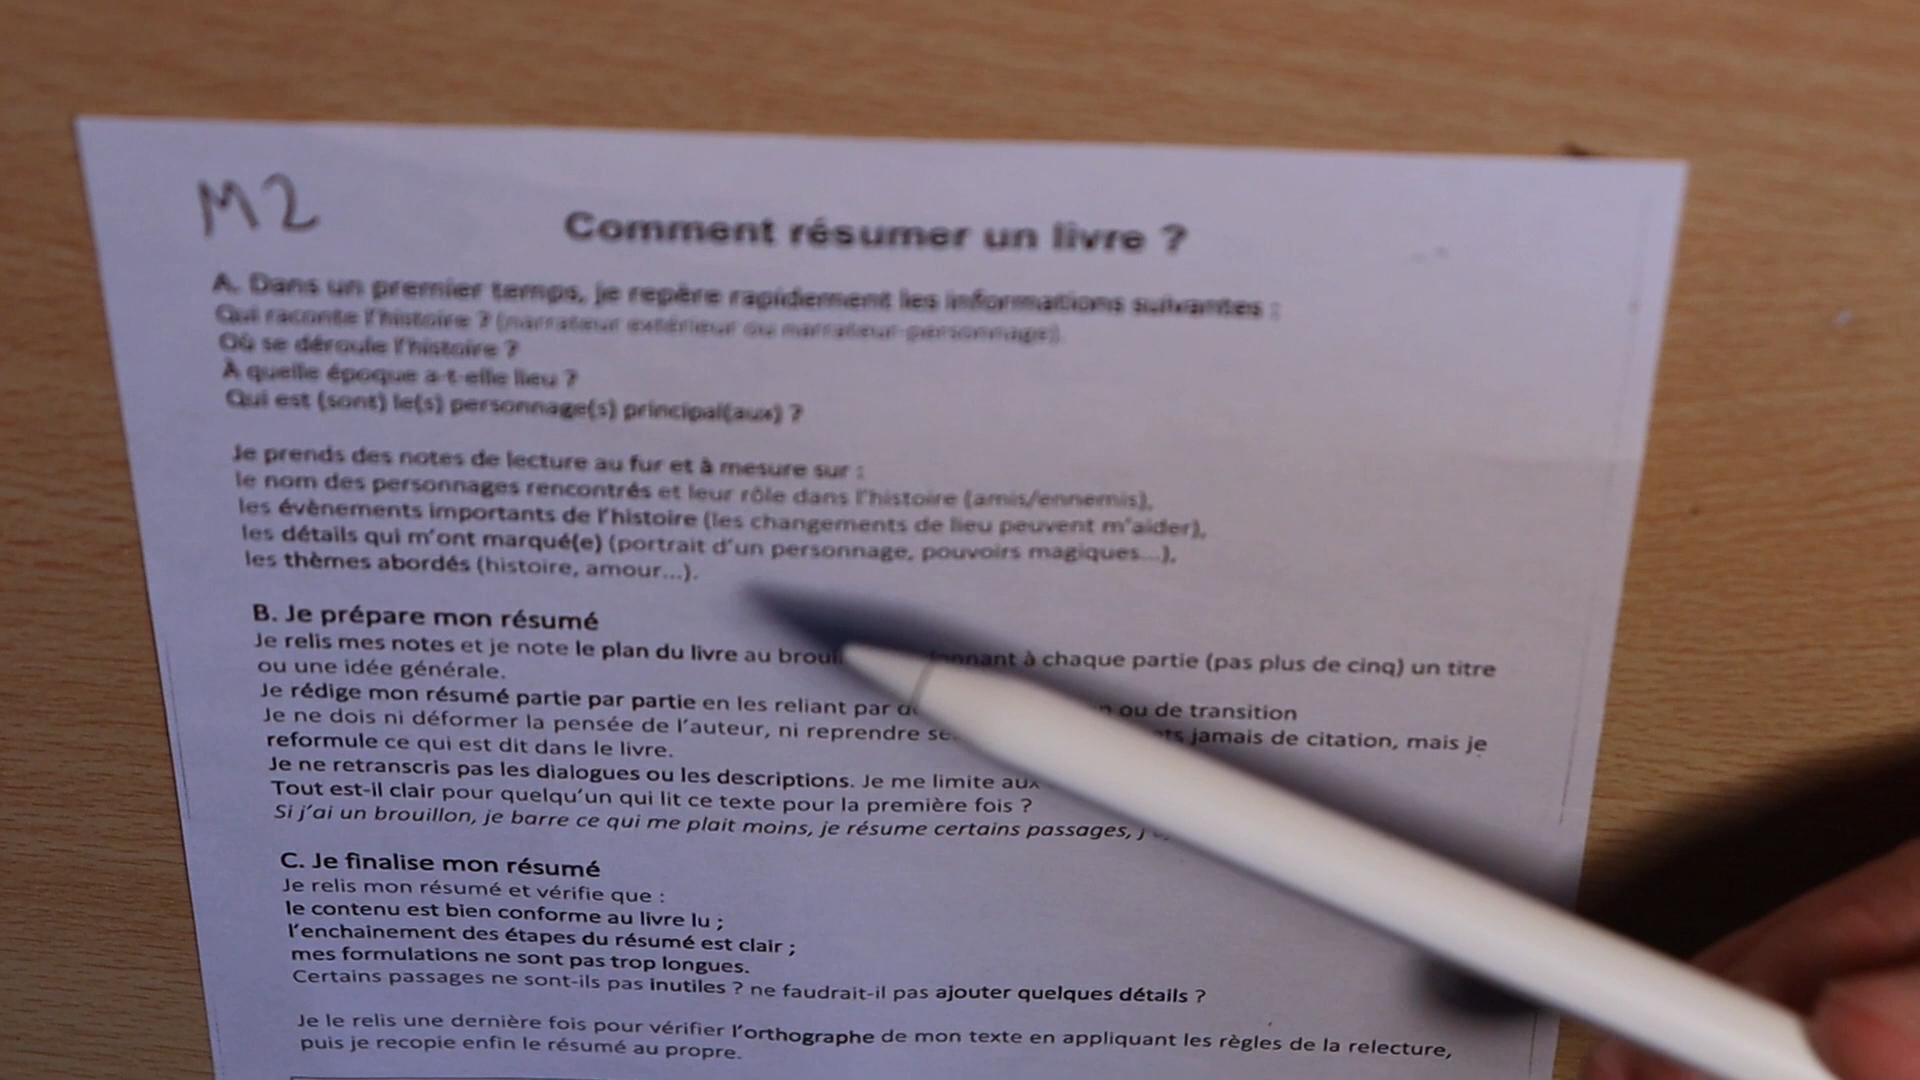 M2
Comment résumer un livre ?
A. Dans un premier temps, je repère rapidement les informations suivantes :
Qui raconte l'histoire ? (narrateur extérieur ou narrateur-personnage).
Où se déroule l'histoire ?
À quelle époque a-t-elle lieu ?
Qui est (sont) le(s) personnage(s) principal(aux) ?
Je prends des notes de lecture au fur et à mesure sur :
le nom des personnages rencontrés et leur rôle dans l'histoire (amis/ennemis),
les évènements importants de l'histoire (les changements de lieu peuvent m'aider),
les détails qui m'ont marqué(e) (portrait d'un personnage, pouvoirs magiques...),
les thèmes abordés (histoire, amour...).
B. Je prépare mon résumé
Je relis mes notes et je note le plan du livre au à chaque partie (pas plus de cinq) un titre
ou une idée générale.
Je rédige mon résumé partie par partie en les reliant par ou de transition
Je ne dois ni déformer la pensée de l'auteur, ni reprendre jamais de citation, mais je
reformule ce qui est dit dans le livre.
Je ne retranscris pas les dialogues ou les descriptions. Je me limite aux
Tout est-il clair pour quelqu'un qui lit ce texte pour la première fois ?
Si j'ai un brouillon, je barre ce qui me plait moins, je résume certains passages,
C. Je finalise mon résumé
Je relis mon résumé et vérifie que :
le contenu est bien conforme au livre lu ;
l'enchainement des étapes du résumé est clair ;
mes formulations ne sont pas trop longues.
Certains passages ne sont-ils pas inutiles ? ne faudrait-il pas ajouter quelques détails ?
Je le relis une dernière fois pour vérifier l'orthographe de mon texte en appliquant les règles de la relecture,
puis je recopie enfin le résumé au propre.